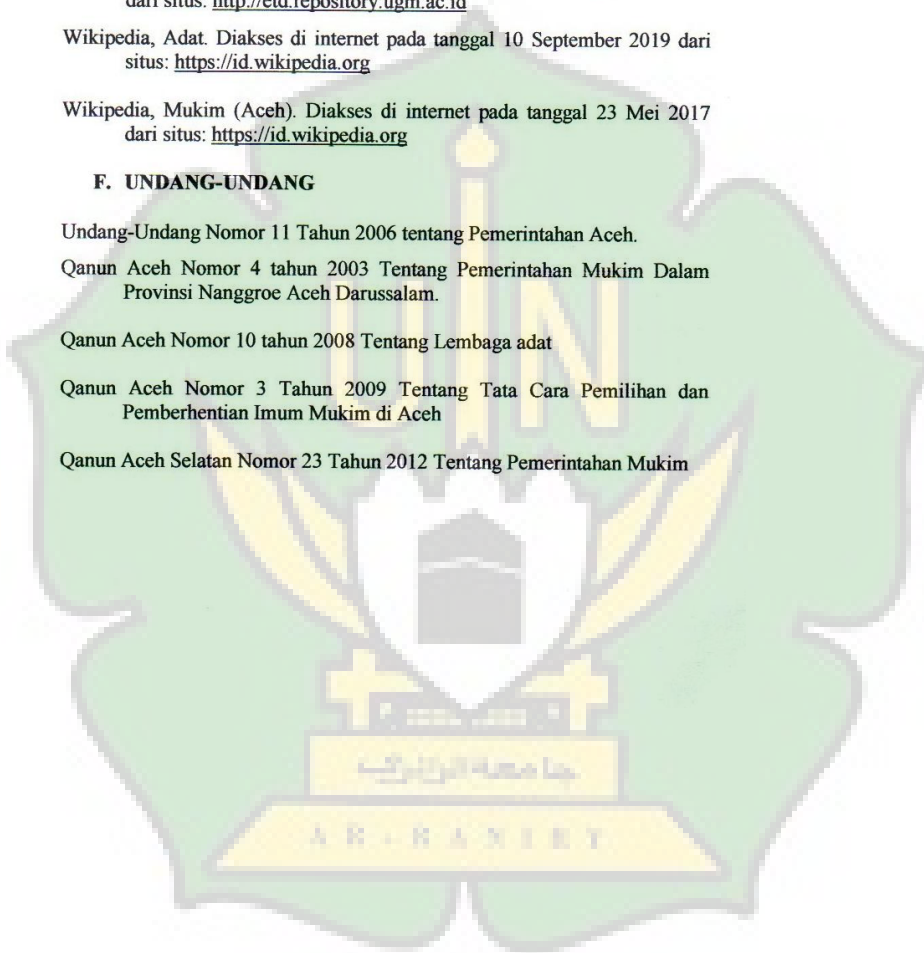 dari situs: http://etd.repository.ugm.ac.id
Wikipedia, Adat. Diakses di internet pada tanggal 10 September 2019 dari
situs: https://id.wikipedia.org
Wikipedia, Mukim (Aceh). Diakses di internet pada tanggal 23 Mei 2017
dari situs: https://id.wikipedia.org
F. UNDANG-UNDANG
Undang-Undang Nomor 11 Tahun 2006 tentang Pemerintahan Aceh.
Qanun Aceh Nomor 4 tahun 2003 Tentang Pemerintahan Mukim Dalam
Provinsi Nanggroe Aceh Darussalam.
Qanun Aceh Nomor 10 tahun 2008 Tentang Lembaga adat
Qanun Aceh Nomor 3 Tahun 2009 Tentang Tata Cara Pemilihan dan
Pemberhentian Imum Mukim di Aceh
Qanun Aceh Selatan Nomor 23 Tahun 2012 Tentang Pemerintahan Mukim
UIN
جامعة الرانري
AR-RANIRY